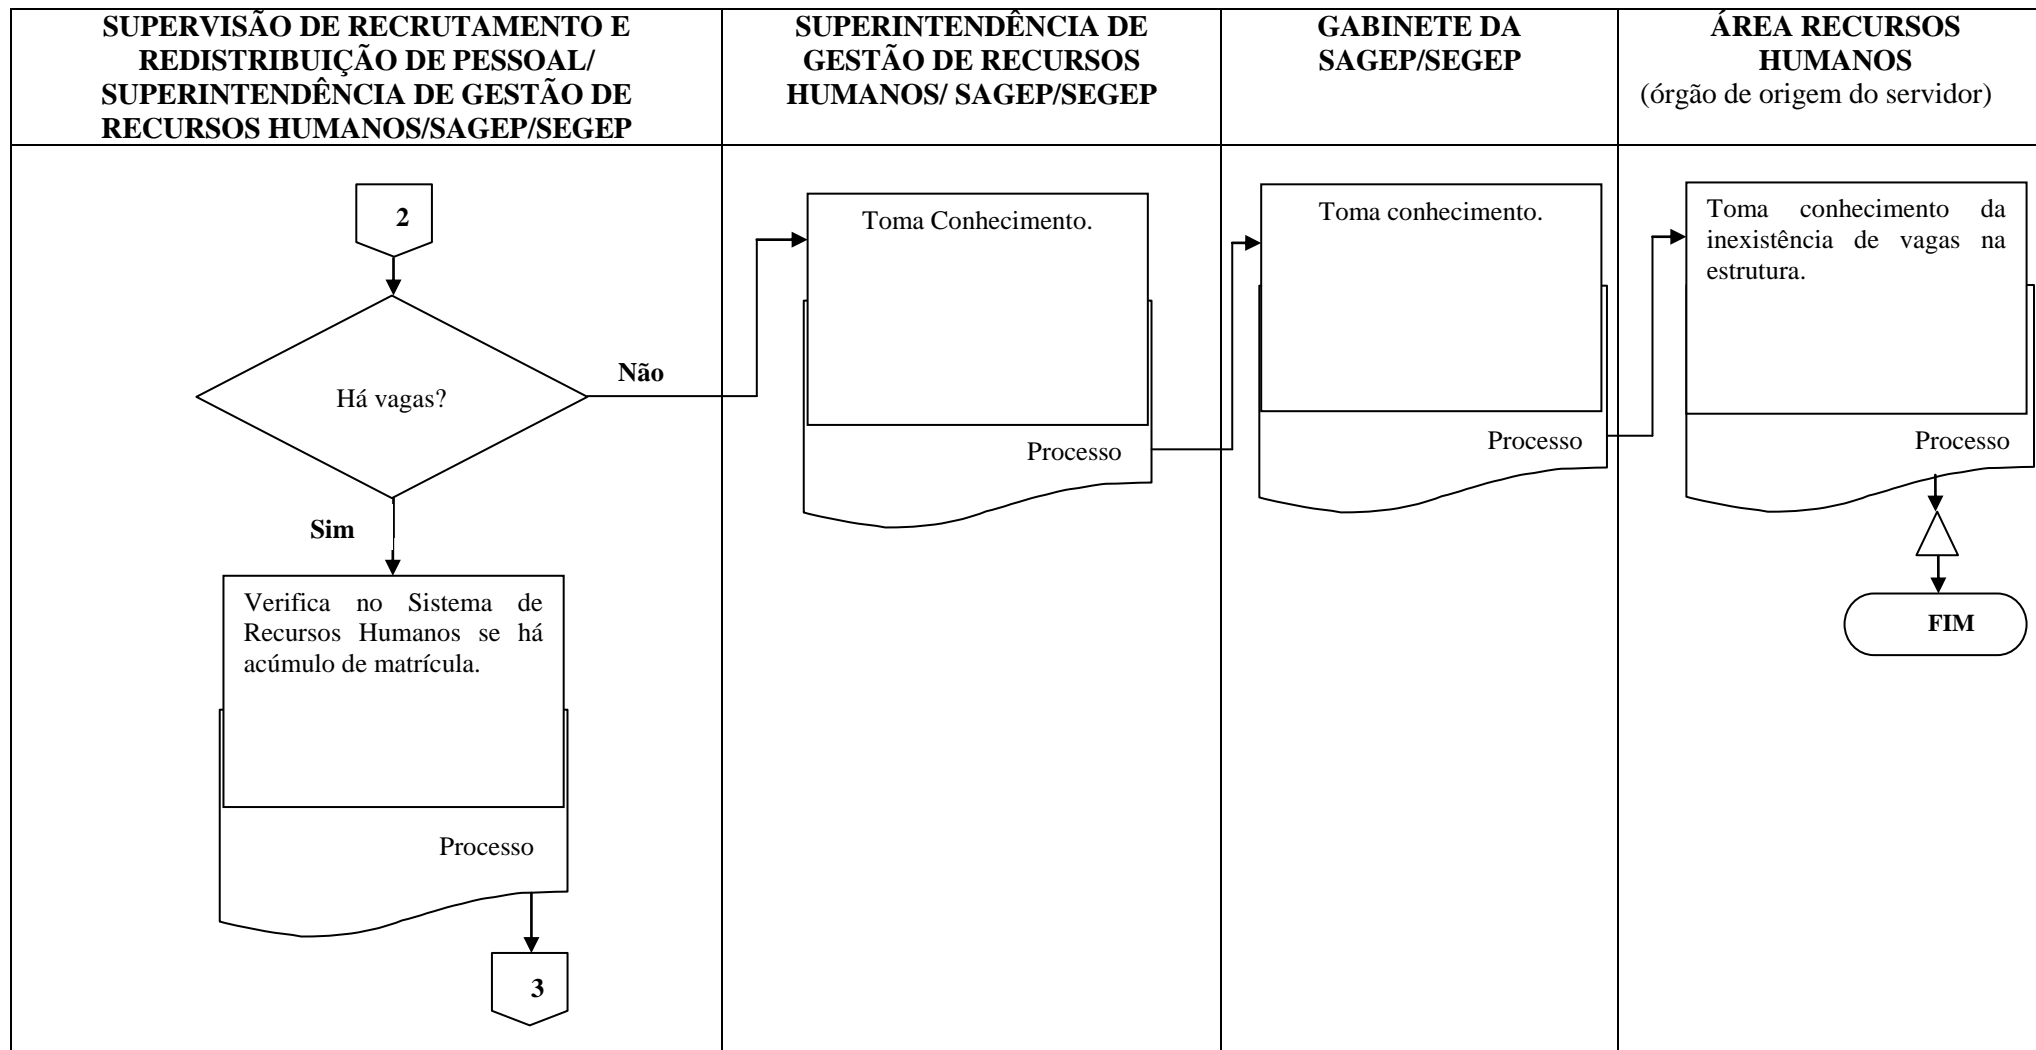 SUPERVISÃO DE RECRUTAMENTO E
REDISTRIBUIÇÃO DE PESSOAL/
SUPERINTENDÊNCIA DE GESTÃO DE
RECURSOS HUMANOS/SAGEP/SEGEP
SUPERINTENDÊNCIA DE
GESTÃO DE RECURSOS
HUMANOS/ SAGEP/SEGEP
GABINETE DA
SAGEP/SEGEP
ÁREA RECURSOS
HUMANOS
(órgão de origem do servidor)
2
Há vagas?
Não
Sim
Verifica no Sistema de
Recursos Humanos se há
acúmulo de matrícula.
Processo
3
Toma Conhecimento.
Processo
Toma conhecimento.
Processo
Toma conhecimento da
inexistência de vagas na
estrutura.
Processo
FIM